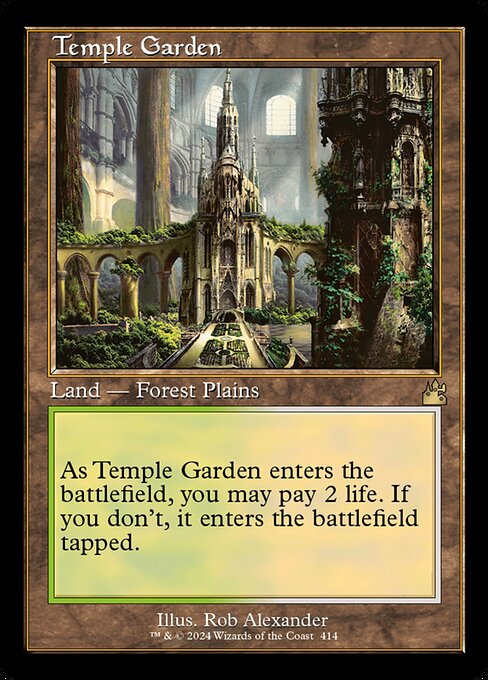 Temple Garden
Land — Forest Plains
As Temple Garden enters the
battlefield, you may pay 2 life. If
you don't, it enters the battlefield
tapped.
Illus. Rob Alexander
™ & © 2024 Wizards of the Coast 414